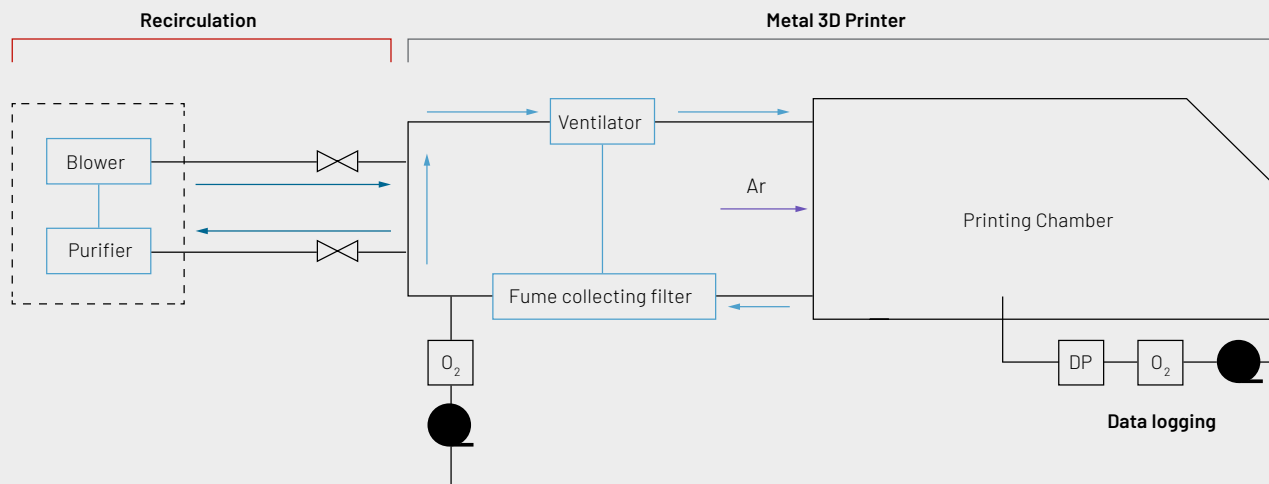 Recirculation
Metal 3D Printer
Blower
Purifier
Ventilator
Ar
Printing Chamber
Fume collecting filter
O₂
DP
O₂
Data logging